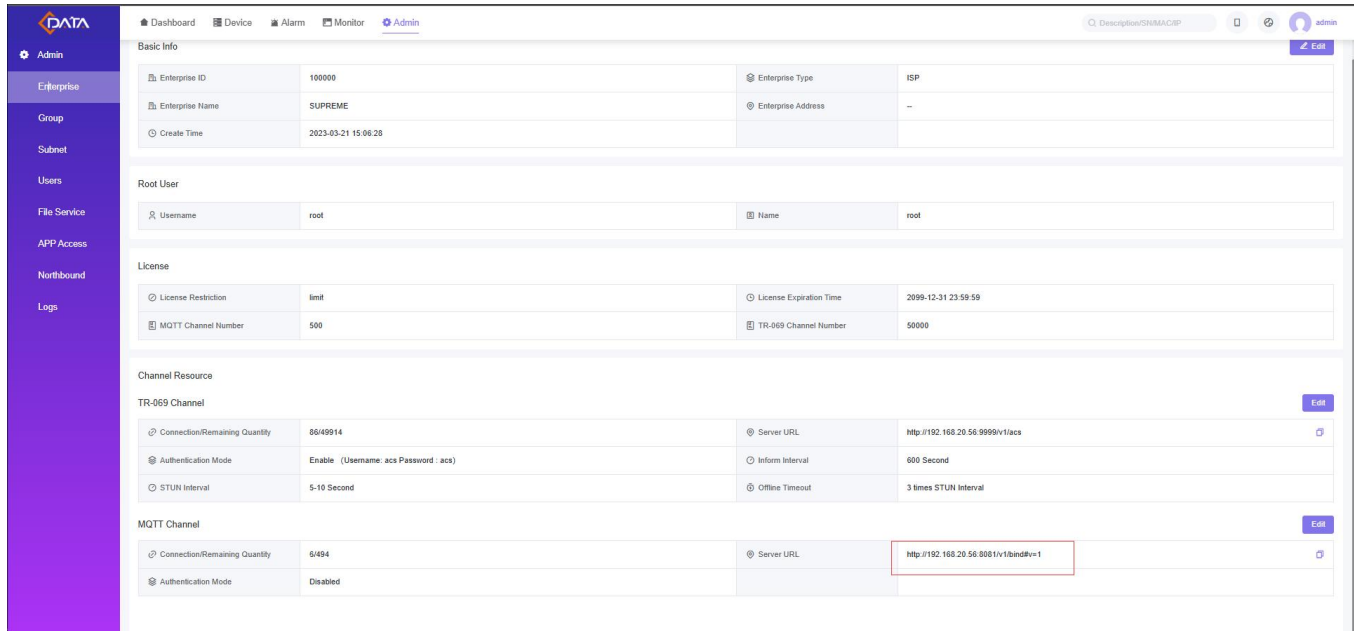 DATA
Dashboard Device Alarm Monitor Admin Q Description/SN/MAC/IP admin
Admin
Enterprise
Group
Subnet
Users
File Service
APP Access
Northbound
Logs
Basic Info Edit
Enterprise ID 100000 Enterprise Type ISP
Enterprise Name SUPREME Enterprise Address --
Create Time 2023-03-21 15:06:28
Root User
Username root Name root
License
License Restriction limit License Expiration Time 2099-12-31 23:59:59
MQTT Channel Number 500 TR-069 Channel Number 50000
Channel Resource
TR-069 Channel Edit
Connection/Remaining Quantity 86/49914 Server URL http://192.168.20.56:9999/v1/acs
Authentication Mode Enable (Username: acs Password : acs) Inform Interval 600 Second
STUN Interval 5-10 Second Offline Timeout 3 times STUN Interval
MQTT Channel Edit
Connection/Remaining Quantity 6/494 Server URL http://192.168.20.56:8081/v1/bind#v=1
Authentication Mode Disabled